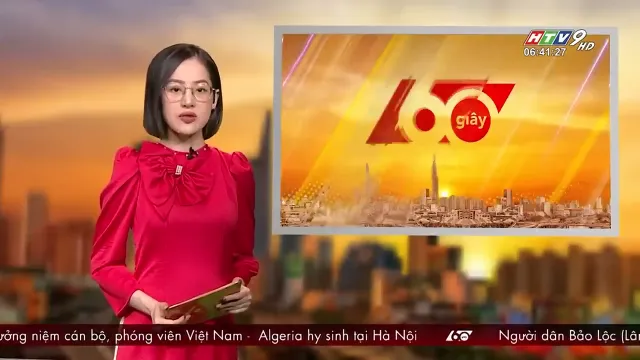 HTV9 HD
06:41:27
60 giây
ưởng niệm cán bộ, phóng viên Việt Nam - Algeria hy sinh tại Hà Nội 60 Người dân Bảo Lộc (Lâ